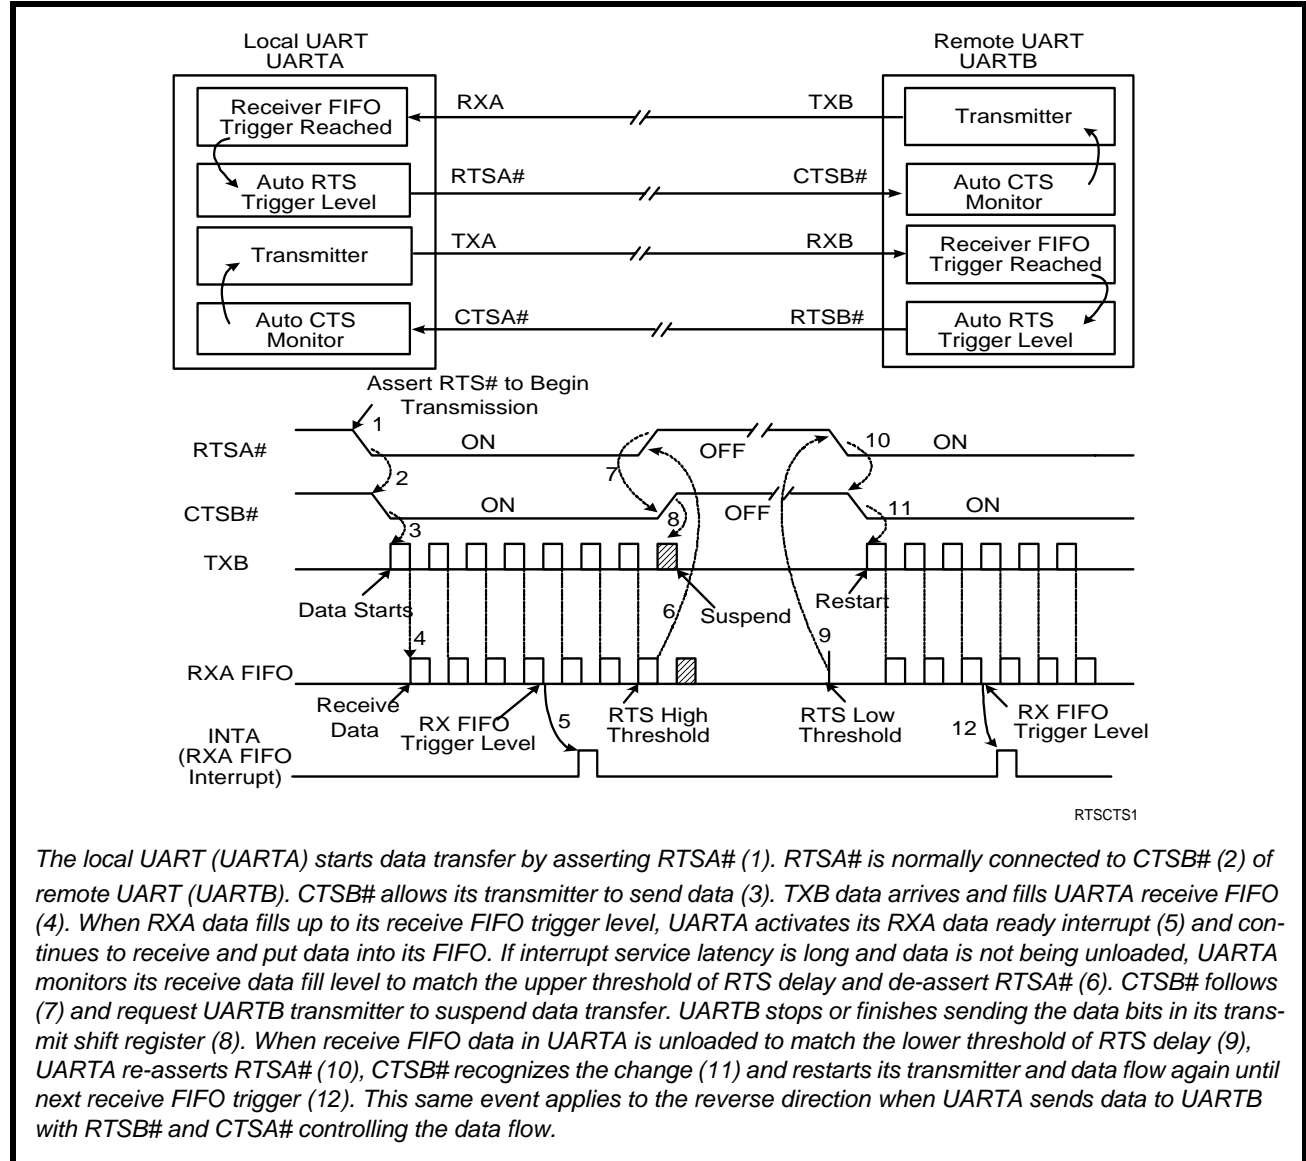 Local UART
UARTA
Remote UART
UARTB
Receiver FIFO
Trigger Reached
RXA
TXB
Transmitter
Auto RTS
Trigger Level
RTSA#
CTSB#
Auto CTS
Monitor
Transmitter
TXA
RXB
Receiver FIFO
Trigger Reached
Auto CTS
Monitor
CTSA#
RTSB#
Auto RTS
Trigger Level
Assert RTS# to Begin
Transmission
1
RTSA#
ON
7
OFF
10
ON
2
CTSB#
ON
8
OFF
11
ON
3
TXB
Data Starts
6
Suspend
Restart
4
9
RXA FIFO
Receive
Data
RX FIFO
Trigger Level
5
RTS High
Threshold
RTS Low
Threshold
12
RX FIFO
Trigger Level
INTA
(RXA FIFO
Interrupt)
RTSCTS1
The local UART (UARTA) starts data transfer by asserting RTSA# (1). RTSA# is normally connected to CTSB# (2) of
remote UART (UARTB). CTSB# allows its transmitter to send data (3). TXB data arrives and fills UARTA receive FIFO
(4). When RXA data fills up to its receive FIFO trigger level, UARTA activates its RXA data ready interrupt (5) and con-
tinues to receive and put data into its FIFO. If interrupt service latency is long and data is not being unloaded, UARTA
monitors its receive data fill level to match the upper threshold of RTS delay and de-assert RTSA# (6). CTSB# follows
(7) and request UARTB transmitter to suspend data transfer. UARTB stops or finishes sending the data bits in its trans-
mit shift register (8). When receive FIFO data in UARTA is unloaded to match the lower threshold of RTS delay (9),
UARTA re-asserts RTSA# (10), CTSB# recognizes the change (11) and restarts its transmitter and data flow again until
next receive FIFO trigger (12). This same event applies to the reverse direction when UARTA sends data to UARTB
with RTSB# and CTSA# controlling the data flow.